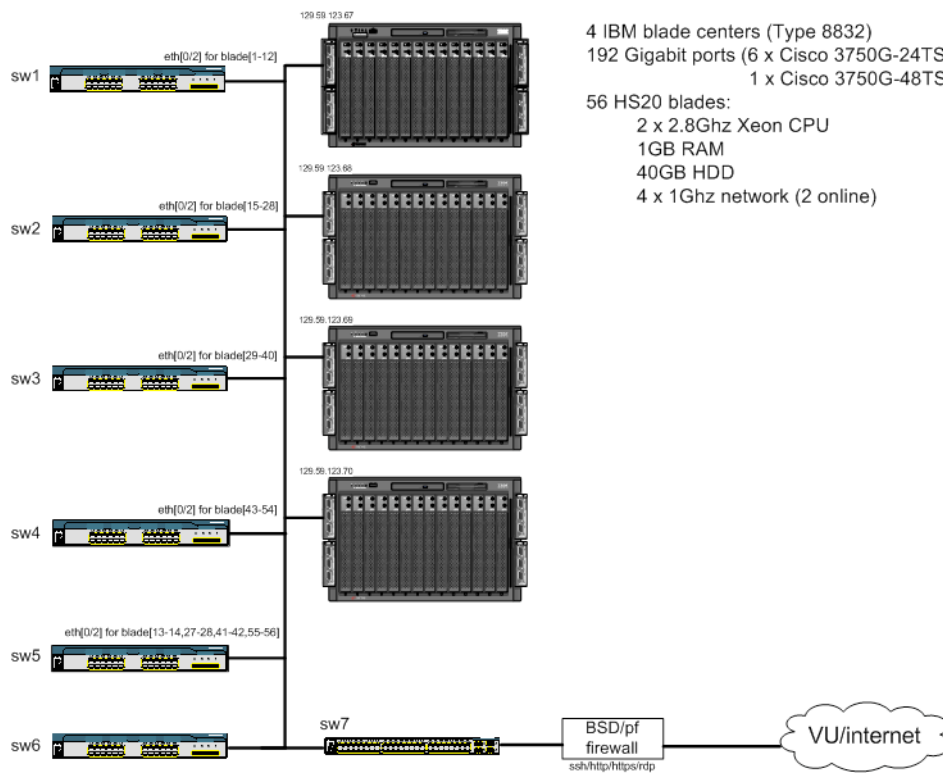 129.59.123.67
4 IBM blade centers (Type 8832)
eth[0/2] for blade[1-12]
192 Gigabit ports (6 x Cisco 3750G-24TS
sw1
1 x Cisco 3750G-48TS
56 HS20 blades:
2 x 2.8Ghz Xeon CPU
1GB RAM
40GB HDD
4 x 1Ghz network (2 online)
129.59.123.68
eth[0/2] for blade[15-28]
sw2
129.59.123.69
eth[0/2] for blade[29-40]
sw3
129.59.123.70
eth[0/2] for blade[43-54]
sw4
eth[0/2] for blade[13-14,27-28,41-42,55-56]
sw5
sw7
sw6
BSD/pf
firewall
ssh/http/https/rdp
VU/internet